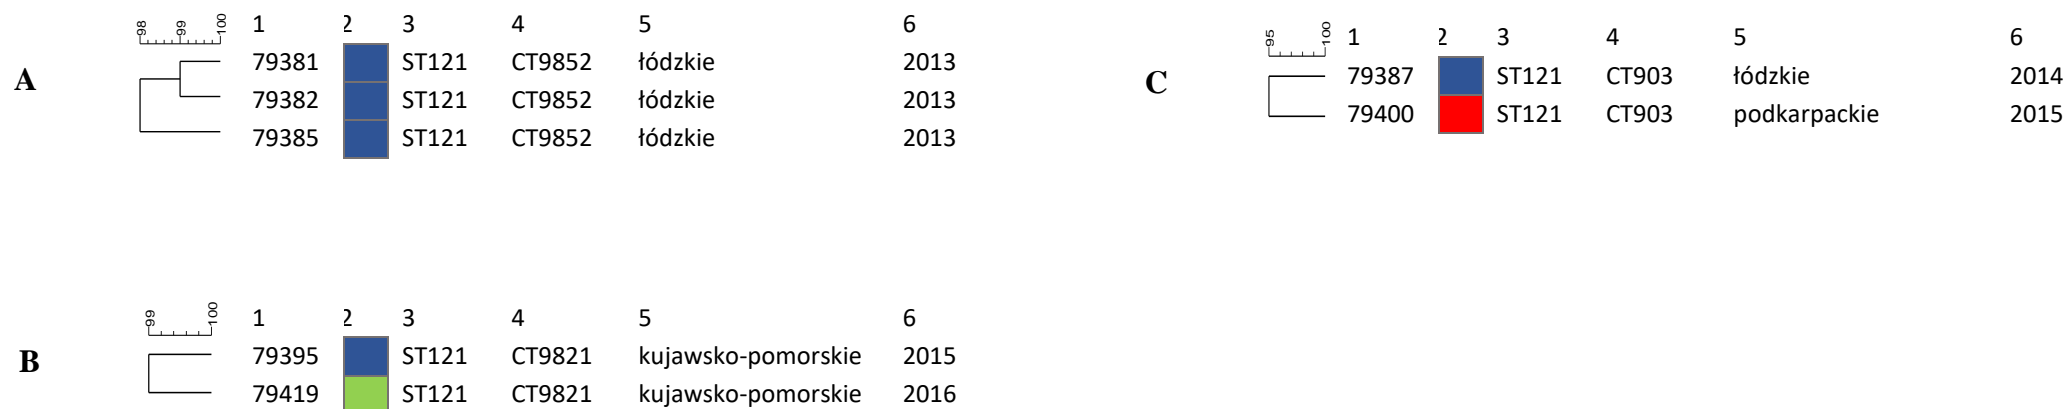 98 99 100 1 2 3 4 5 6
79381 ST121 CT9852 łódzkie 2013
A
79382 ST121 CT9852 łódzkie 2013
79385 ST121 CT9852 łódzkie 2013
95 100 1 2 3 4 5 6
79387 ST121 CT903 łódzkie 2014
C
79400 ST121 CT903 podkarpackie 2015
99 100 1 2 3 4 5 6
79395 ST121 CT9821 kujawsko-pomorskie 2015
B
79419 ST121 CT9821 kujawsko-pomorskie 2016